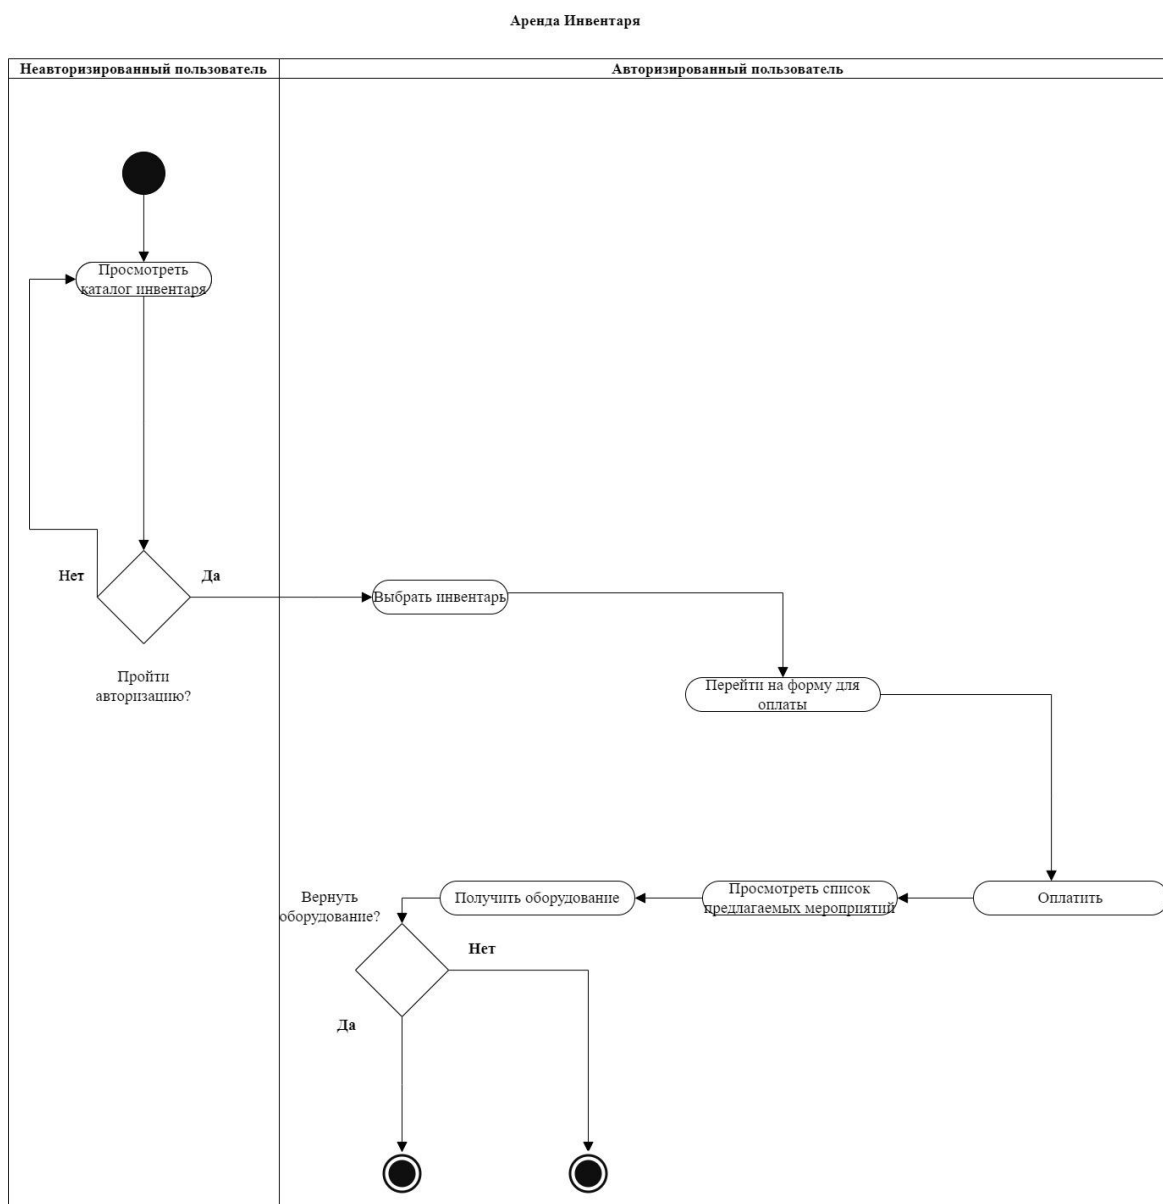 Аренда Инвентаря
Неавторизированный пользователь
Авторизированный пользователь
Просмотреть
каталог инвентаря
Нет
Да
Пройти
авторизацию?
Выбрать инвентарь
Перейти на форму для
оплаты
Оплатить
Просмотреть список
предлагаемых мероприятий
Получить оборудование
Вернуть
оборудование?
Нет
Да